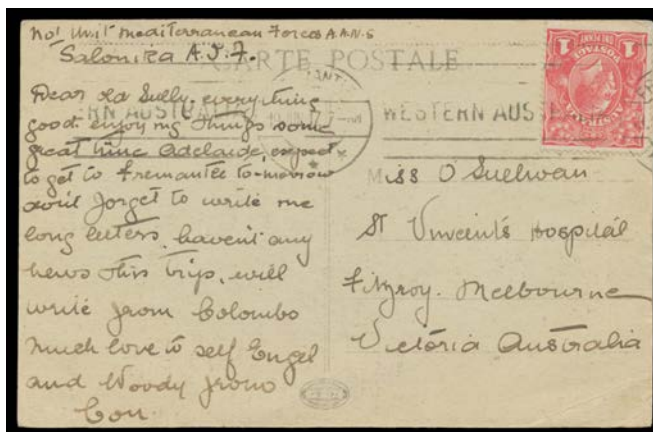 No 1 Unit Mediterranean Forces A.A.N.S
Salonika A.I.F.
CARTE POSTALE
Dear old Sully, everything
good. enjoying things some
great time Adelaide, expect
to get to Fremantle to-morrow
don't forget to write me
long letters, haven't any
news this trip, will
write from Colombo
Much love to self Engel
and Woody from
Con
WESTERN AUS
Miss O'Sullivan
St Vincent's Hospital
Fitzroy. Melbourne
Victoria Australia